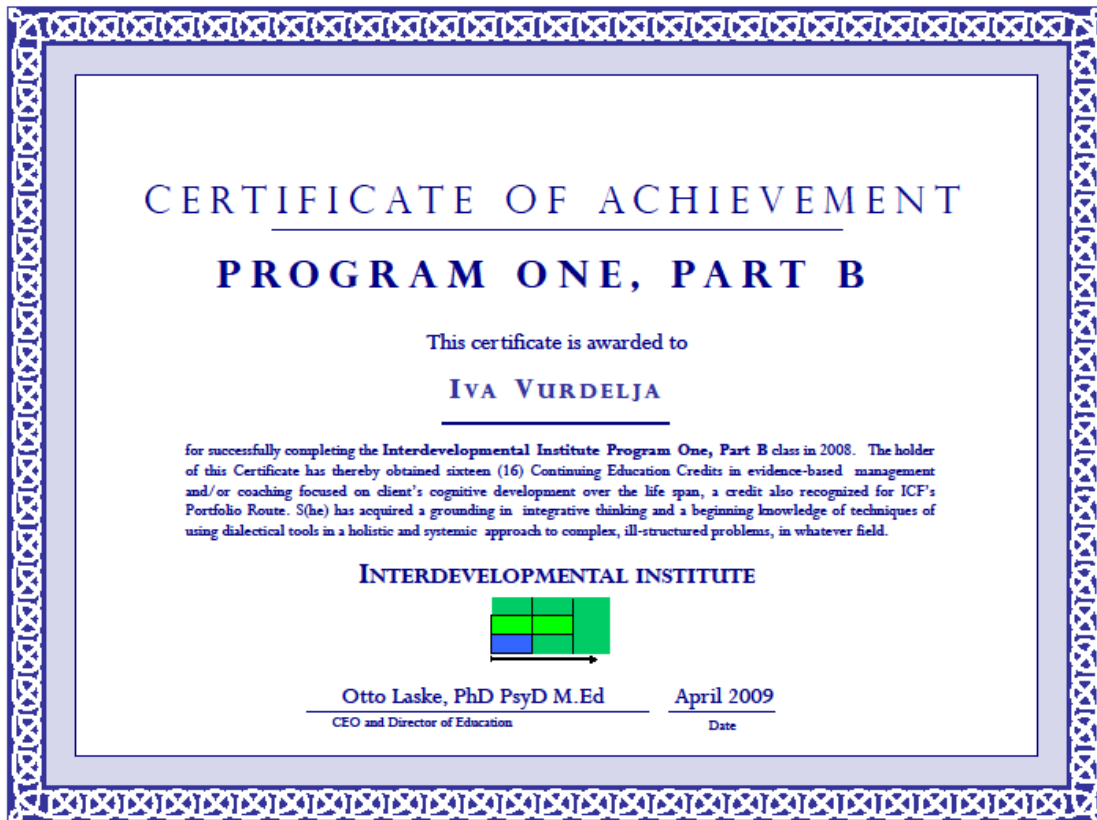 CERTIFICATE OF ACHIEVEMENT
PROGRAM ONE, PART B
This certificate is awarded to
IVA VURDELJA
for successfully completing the Interdevelopmental Institute Program One, Part B class in 2008. The holder
of this Certificate has thereby obtained sixteen (16) Continuing Education Credits in evidence-based management
and/or coaching focused on client's cognitive development over the life span, a credit also recognized for ICF's
Portfolio Route. S(he) has acquired a grounding in integrative thinking and a beginning knowledge of techniques of
using dialectical tools in a holistic and systemic approach to complex, ill-structured problems, in whatever field.
INTERDEVELOPMENTAL INSTITUTE
Otto Laske, PhD PsyD M.Ed April 2009
CEO and Director of Education Date